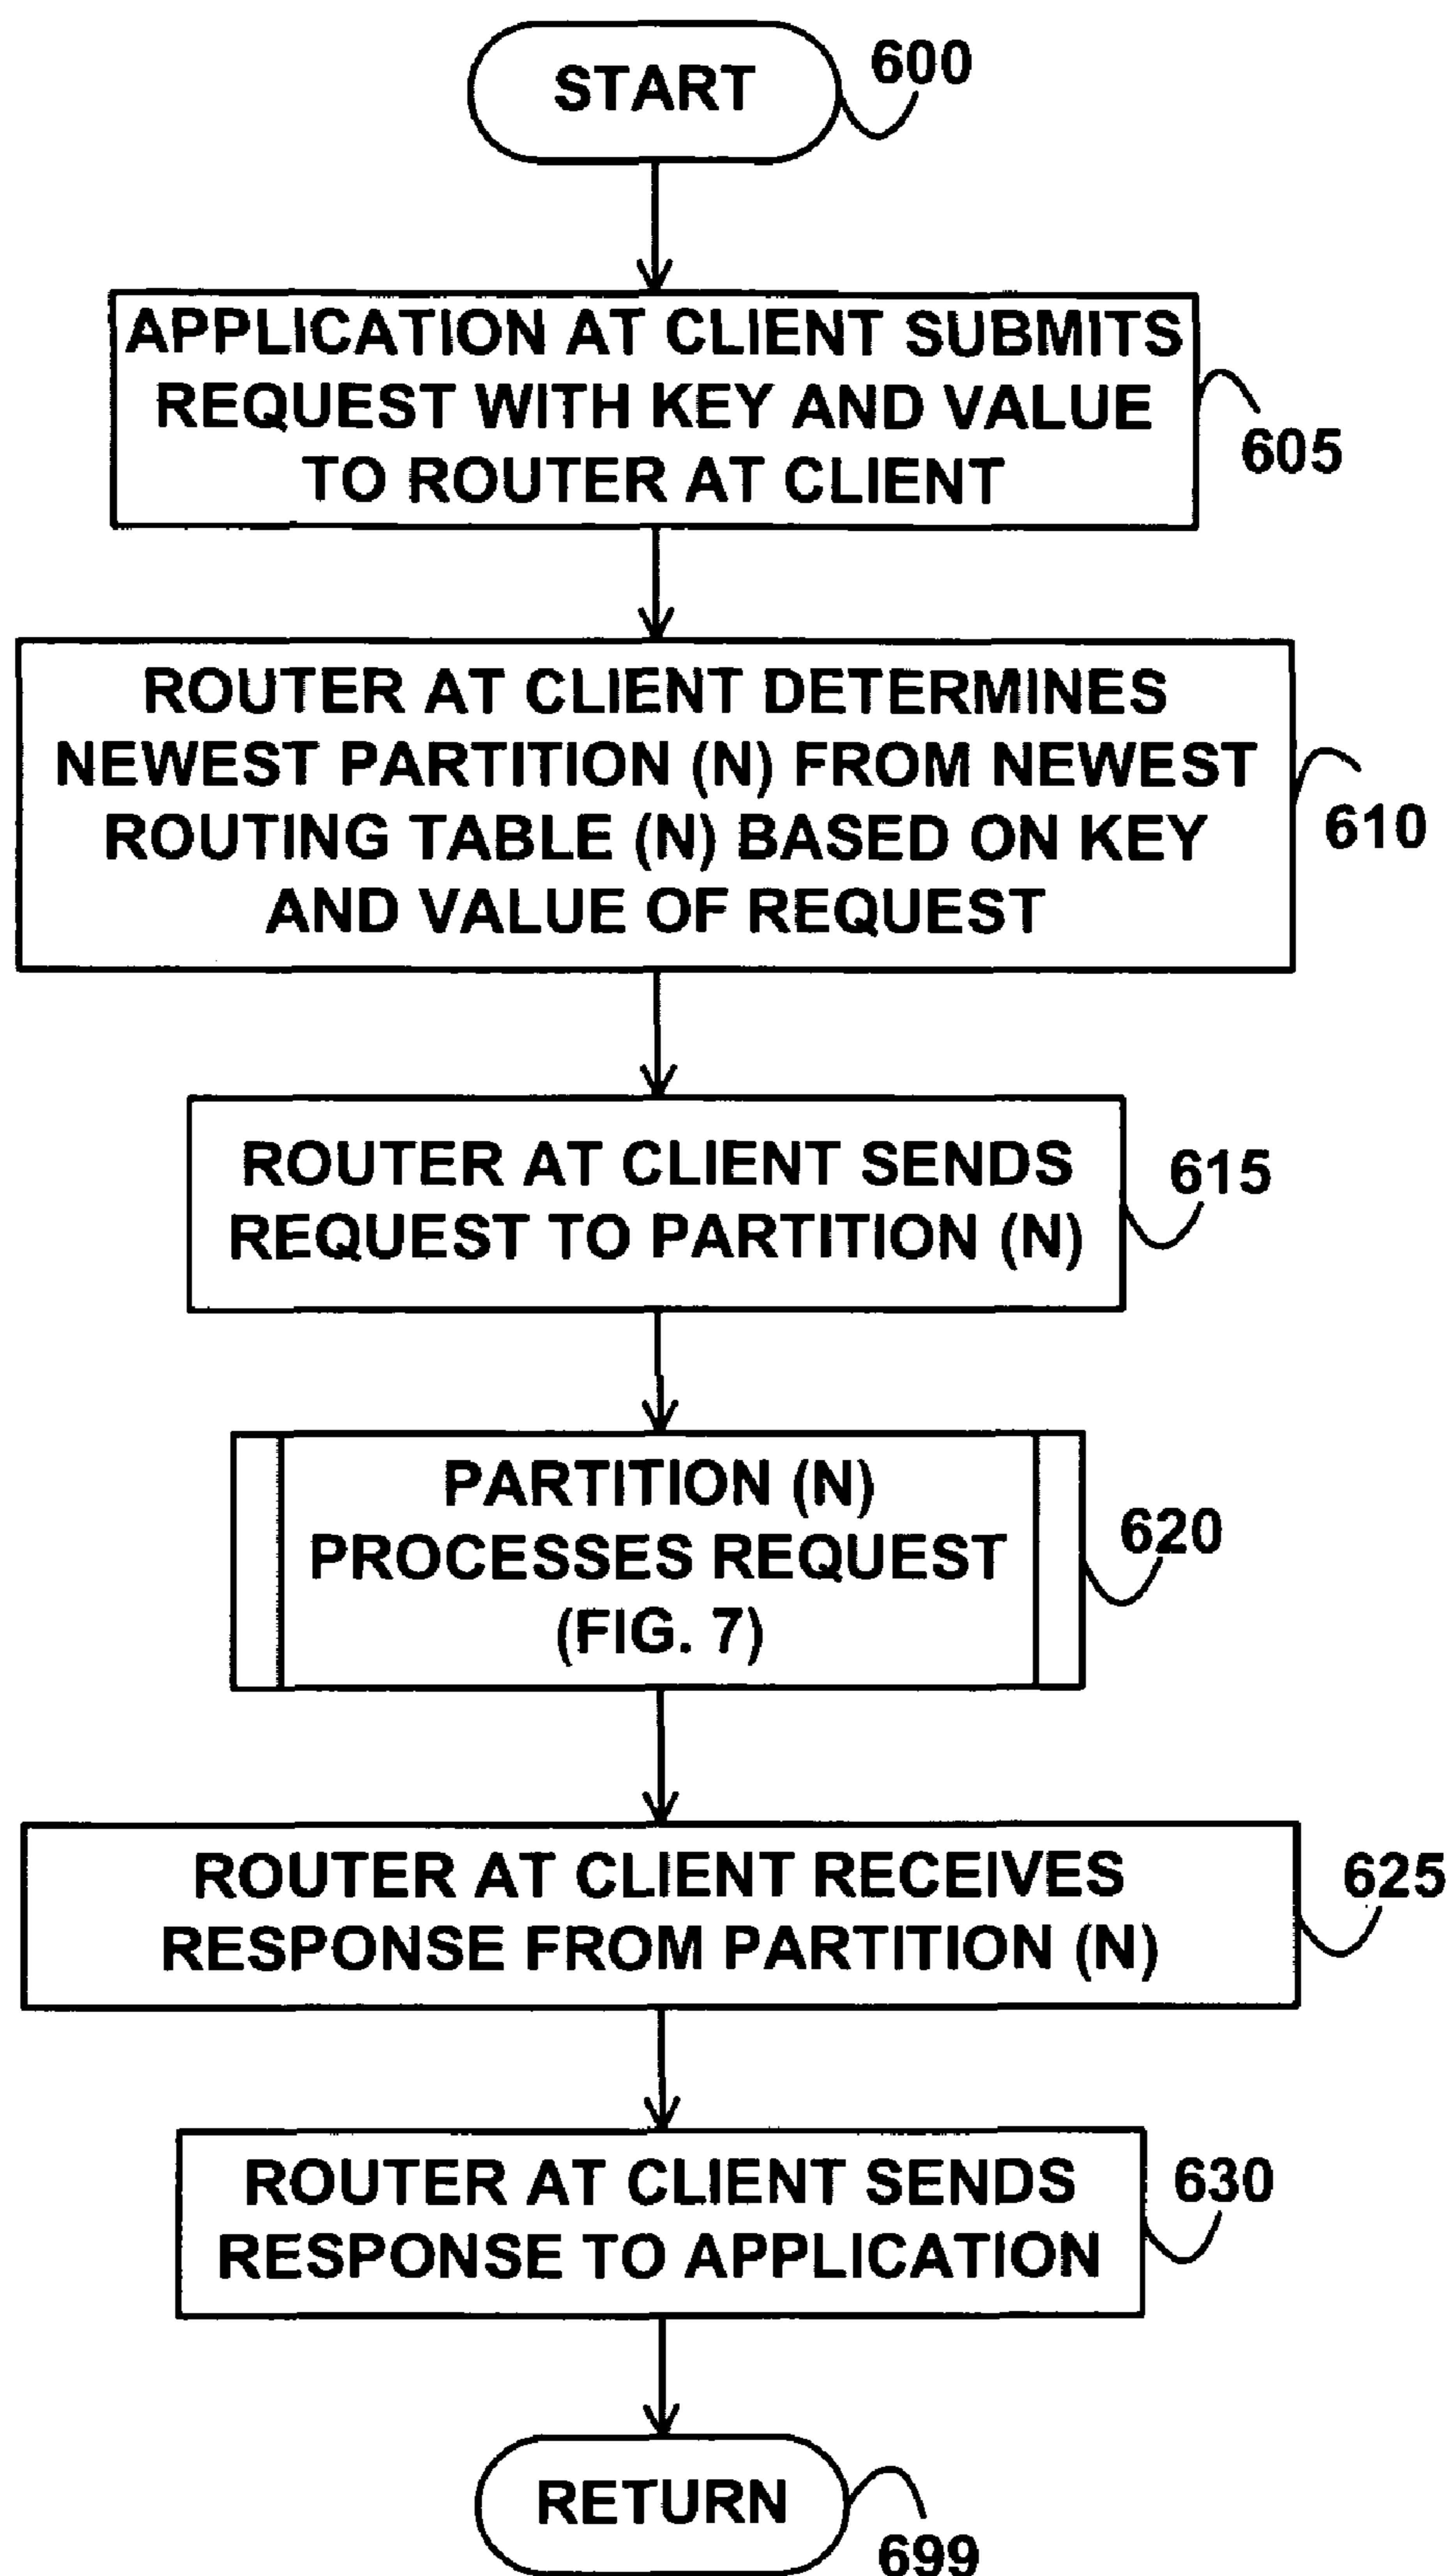 START
600
APPLICATION AT CLIENT SUBMITS
REQUEST WITH KEY AND VALUE
TO ROUTER AT CLIENT
605
ROUTER AT CLIENT DETERMINES
NEWEST PARTITION (N) FROM NEWEST
ROUTING TABLE (N) BASED ON KEY
AND VALUE OF REQUEST
610
ROUTER AT CLIENT SENDS
REQUEST TO PARTITION (N)
615
PARTITION (N)
PROCESSES REQUEST
(FIG. 7)
620
ROUTER AT CLIENT RECEIVES
RESPONSE FROM PARTITION (N)
625
ROUTER AT CLIENT SENDS
RESPONSE TO APPLICATION
630
RETURN
699